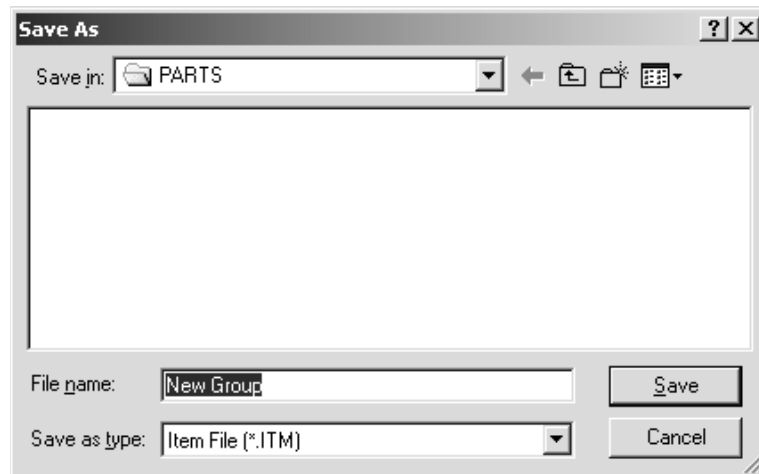 Save As
Save in: PARTS
File name: New Group Save
Save as type: Item File (*.ITM) Cancel